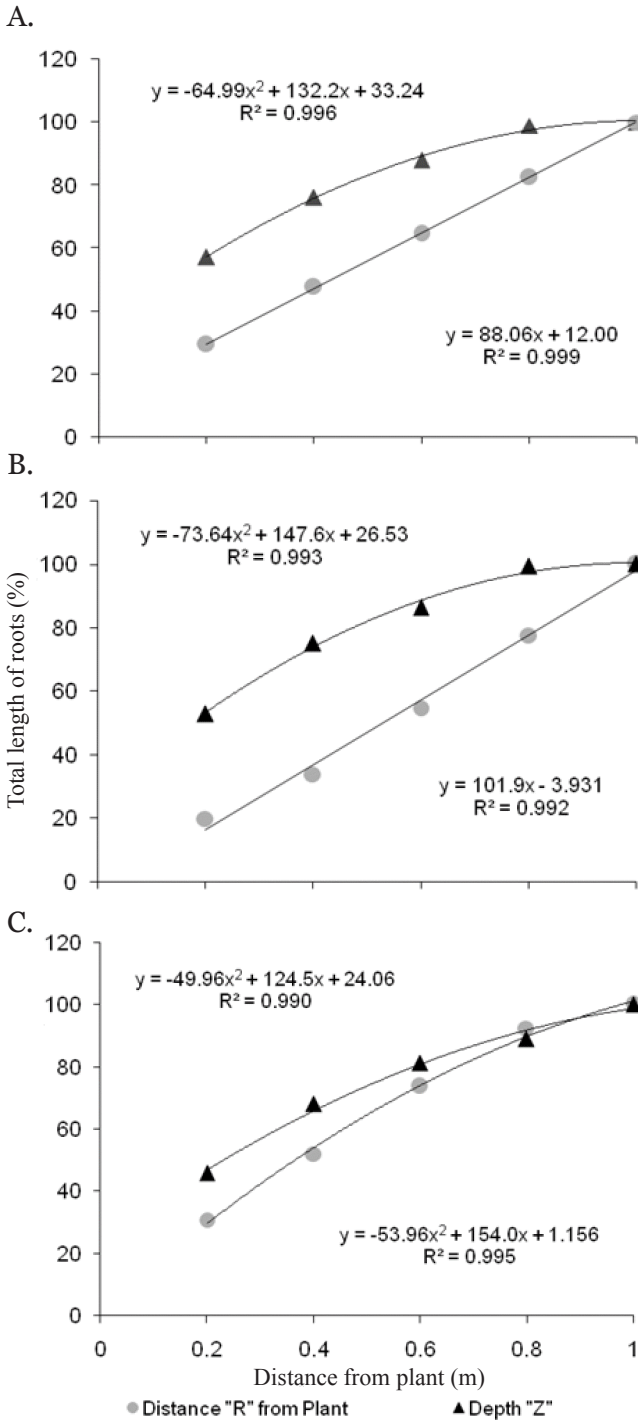 A.
120
y = -64.99x² + 132.2x + 33.24
R² = 0.996
100
80
60
40
y = 88.06x + 12.00
R² = 0.999
20
0
B.
120
y = -73.64x² + 147.6x + 26.53
R² = 0.993
100
80
60
40
y = 101.9x - 3.931
R² = 0.992
20
0
Total length of roots (%)
C.
120
y = -49.96x² + 124.5x + 24.06
R² = 0.990
100
80
60
40
y = -53.96x² + 154.0x + 1.156
R² = 0.995
20
0
0 0.2 0.4 0.6 0.8 1
Distance from plant (m)
Distance "R" from Plant Depth "Z"